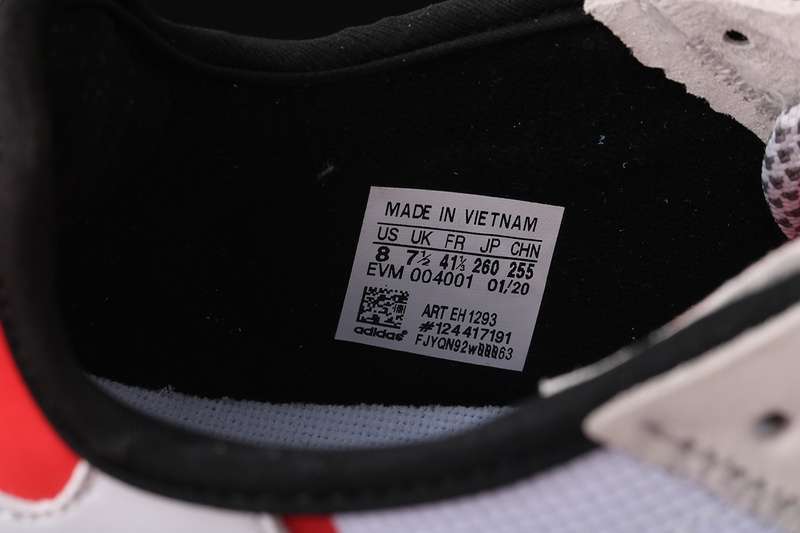 MADE IN VIETNAM
US UK FR JP CHN
8 7½ 41⅓ 260 255
EVM 004001 01/20
ART EH1293
#124417191
adidas